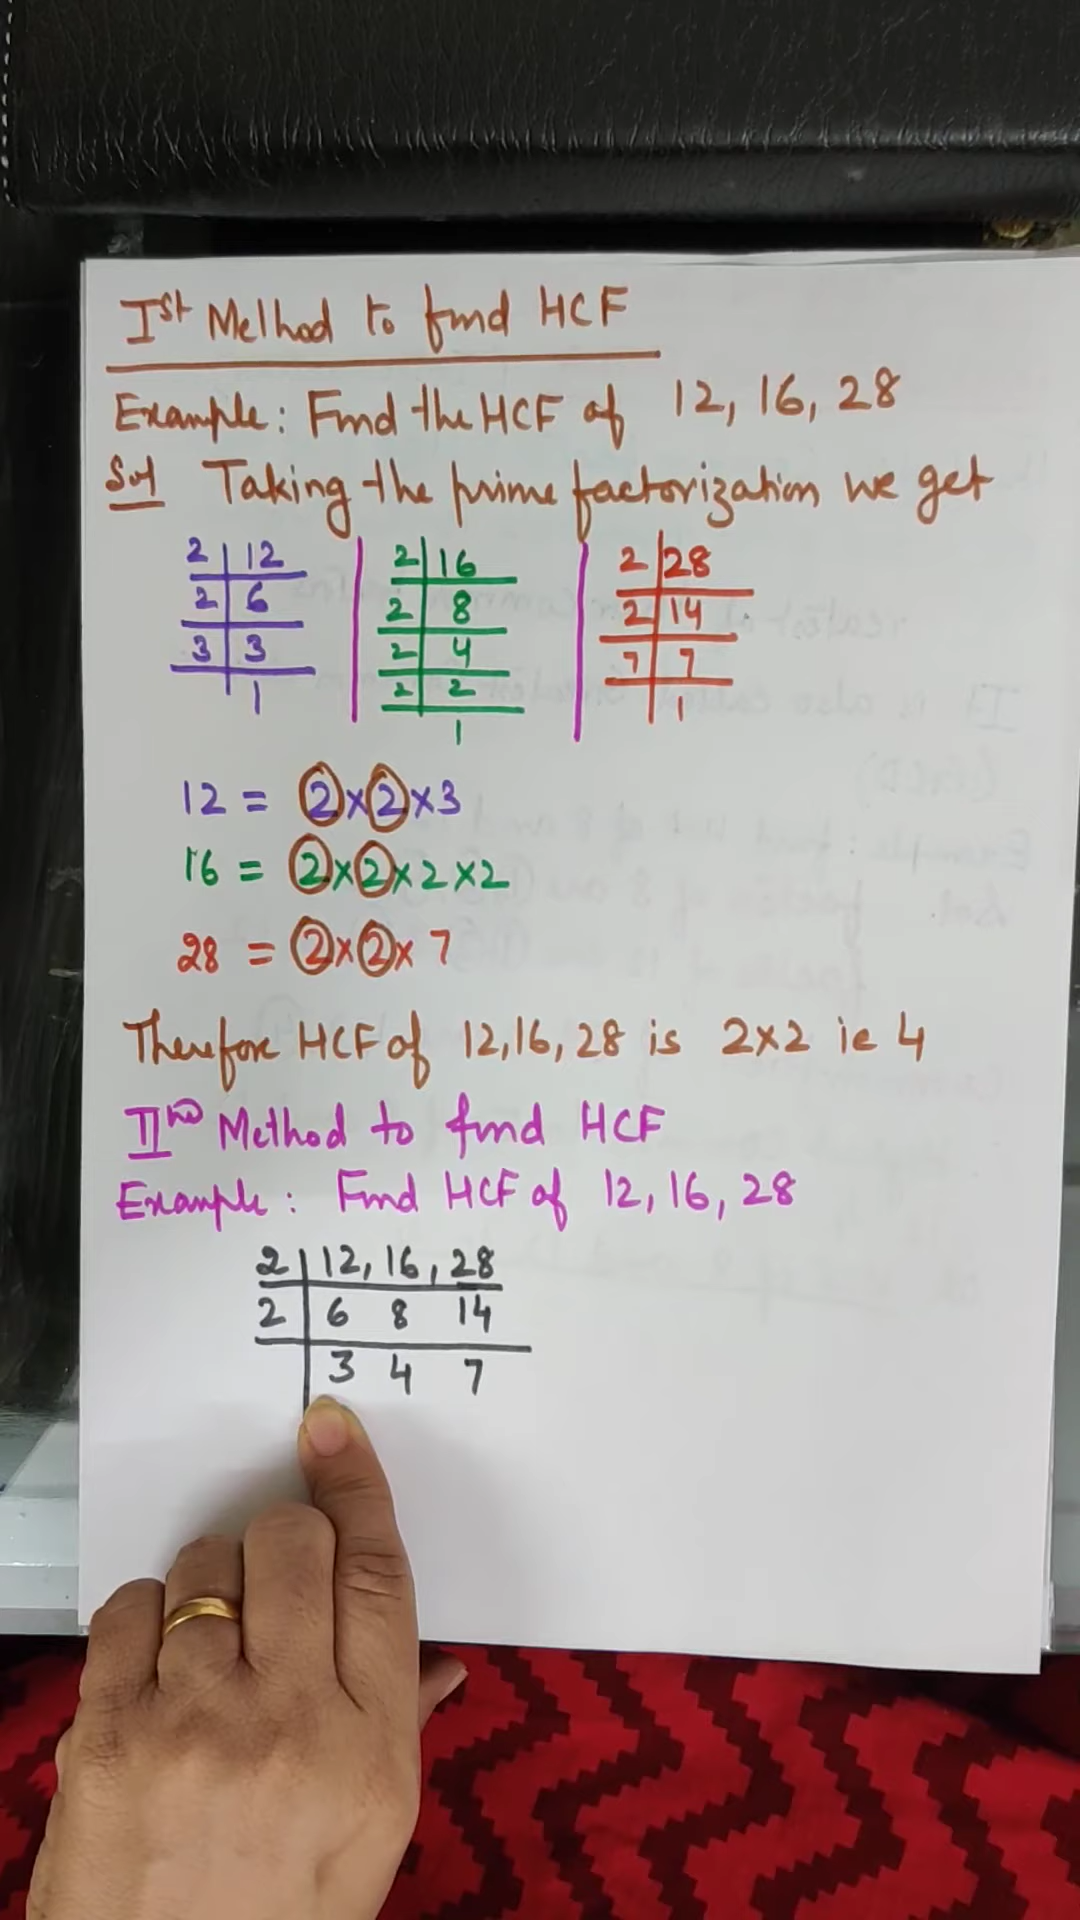 Ist Method to find HCF
Example: Find the HCF of 12, 16, 28
Sol Taking the prime factorization we get
2 | 12
2 | 6
3 | 3
1
2 | 16
2 | 8
2 | 4
2 | 2
1
2 | 28
2 | 14
7 | 7
1
12 = 2×2×3
16 = 2×2×2×2
28 = 2×2×7
Therefore HCF of 12,16,28 is 2×2 ie 4
IInd Method to find HCF
Example: Find HCF of 12, 16, 28
2 | 12, 16, 28
2 | 6 8 14
3 4 7